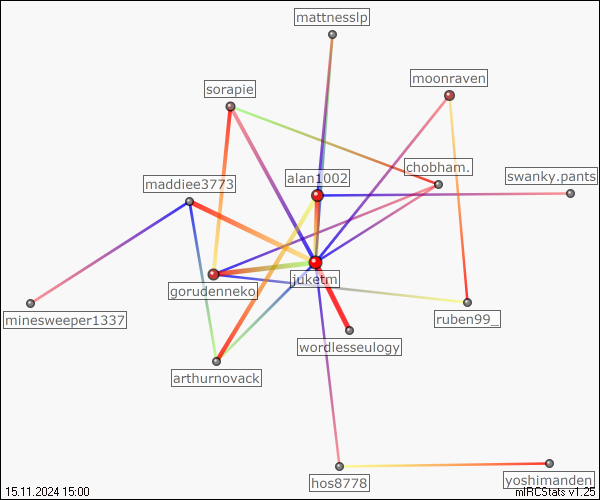 mattnesslp
moonraven
sorapie
_chobham.
swanky.pants
alan1002
maddiee3773
juketm
gorudenneko
minesweeper1337
ruben99_
wordlesseulogy
arthurnovack
hos8778
yoshimanden
15.11.2024 15:00
mIRCStats v1.25